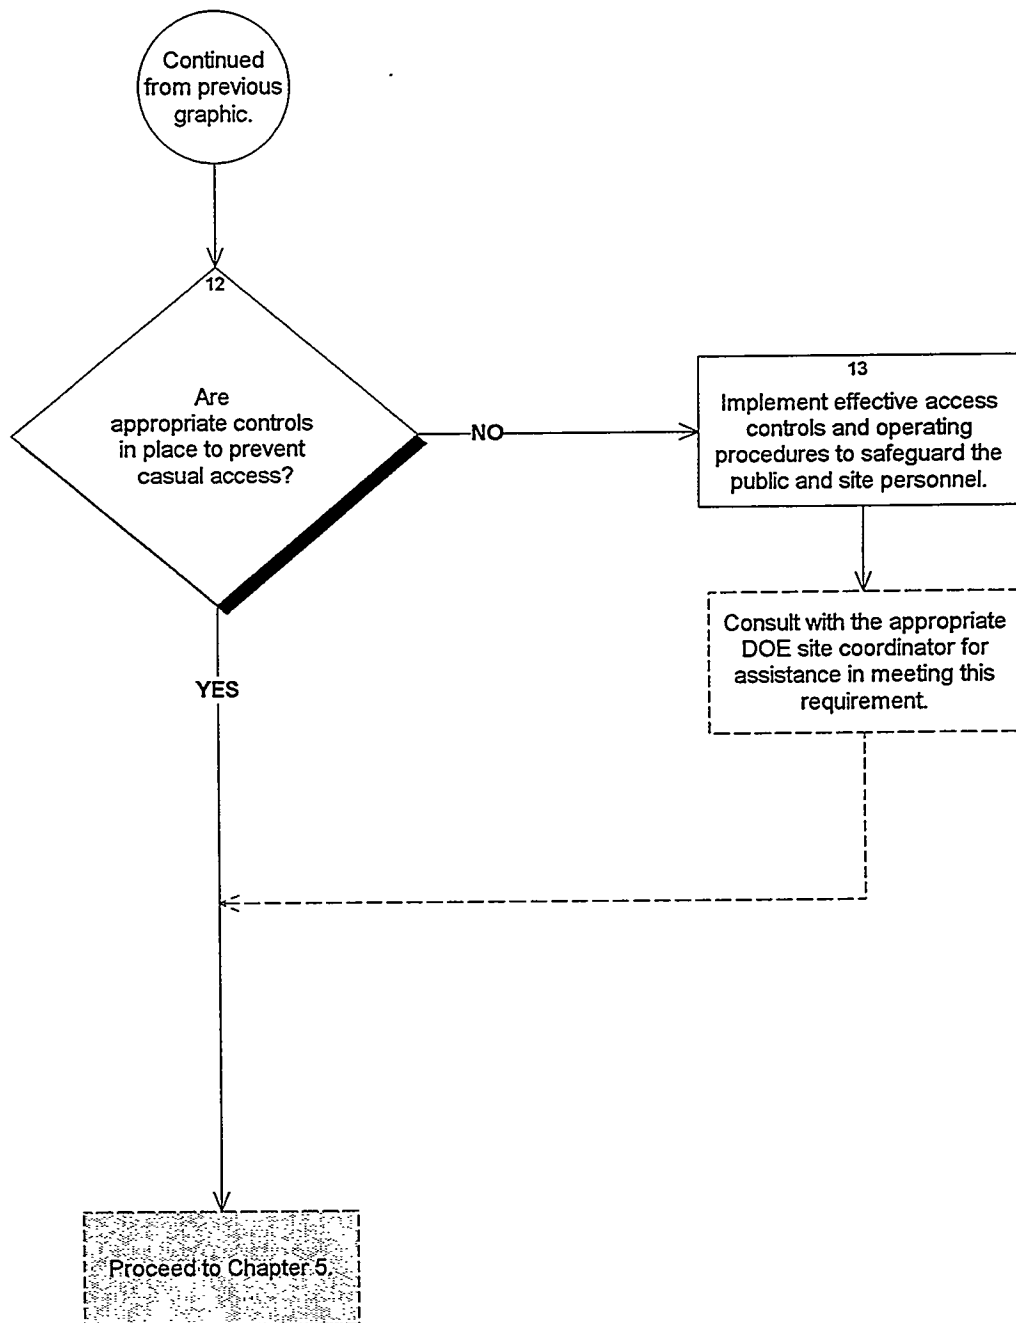 Continued
from previous
graphic.
12
Are
appropriate controls
in place to prevent
casual access?
NO
13
Implement effective access
controls and operating
procedures to safeguard the
public and site personnel.
Consult with the appropriate
DOE site coordinator for
assistance in meeting this
requirement.
YES
Proceed to Chapter 5.